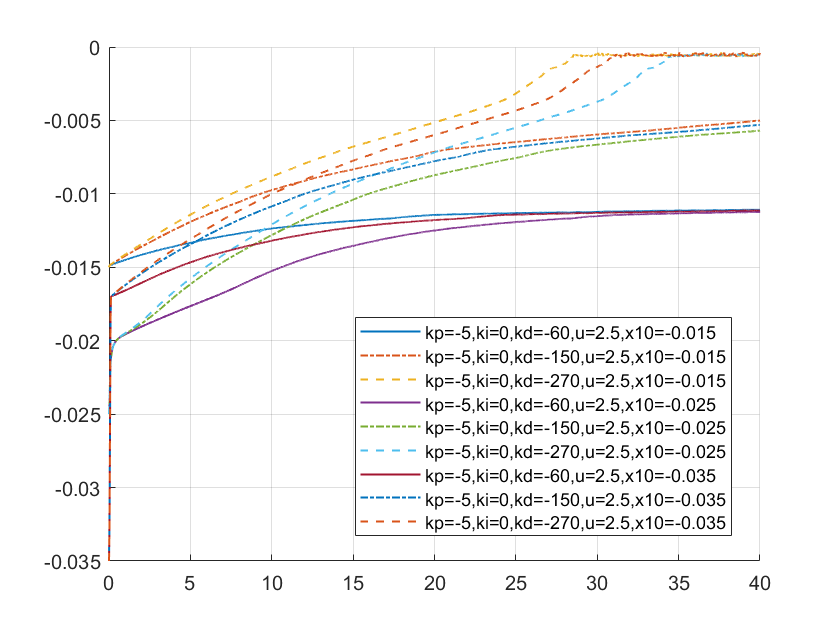 0
-0.005
-0.01
-0.015
-0.02
-0.025
-0.03
-0.035
0 5 10 15 20 25 30 35 40
kp=-5,ki=0,kd=-60,u=2.5,x10=-0.015
kp=-5,ki=0,kd=-150,u=2.5,x10=-0.015
kp=-5,ki=0,kd=-270,u=2.5,x10=-0.015
kp=-5,ki=0,kd=-60,u=2.5,x10=-0.025
kp=-5,ki=0,kd=-150,u=2.5,x10=-0.025
kp=-5,ki=0,kd=-270,u=2.5,x10=-0.025
kp=-5,ki=0,kd=-60,u=2.5,x10=-0.035
kp=-5,ki=0,kd=-150,u=2.5,x10=-0.035
kp=-5,ki=0,kd=-270,u=2.5,x10=-0.035